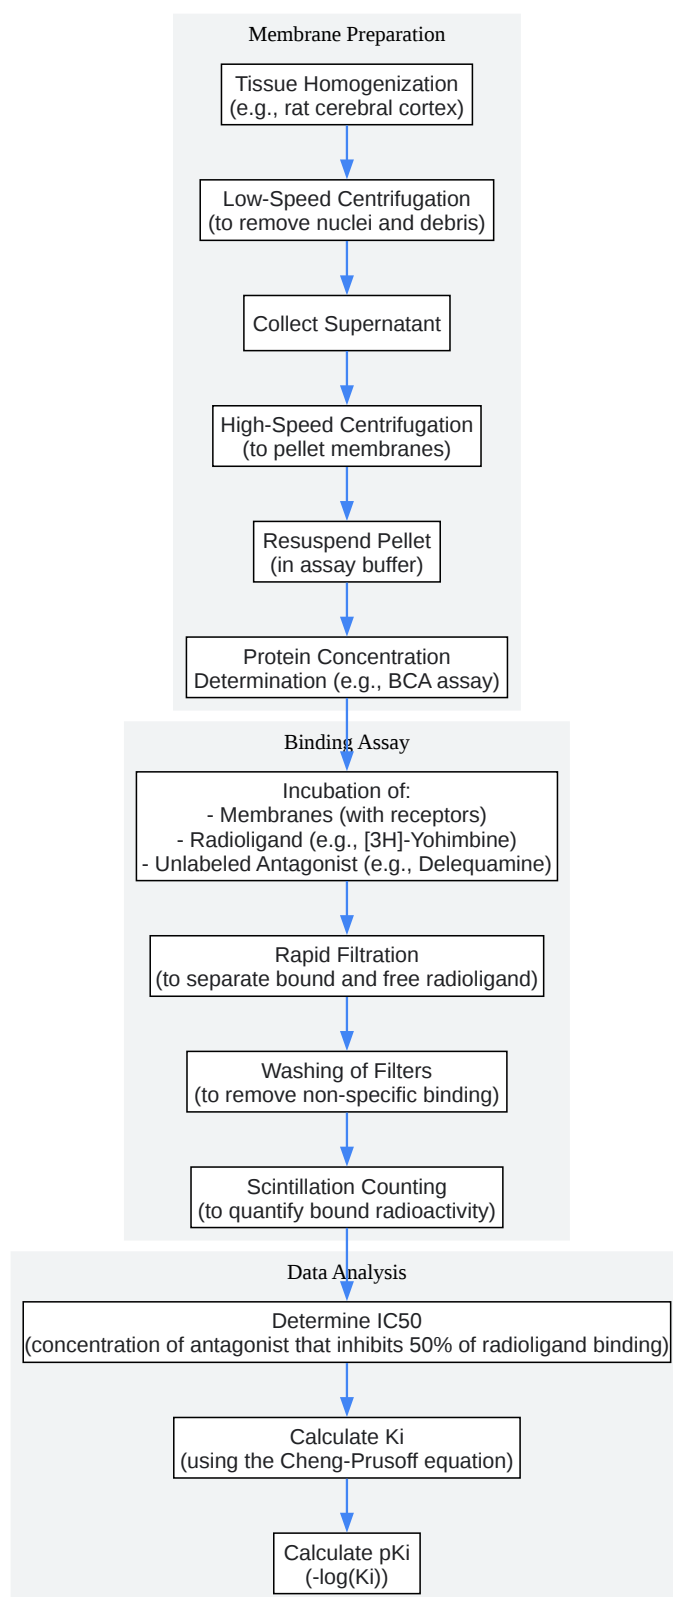 Membrane Preparation
Tissue Homogenization
(e.g., rat cerebral cortex)
Low-Speed Centrifugation
(to remove nuclei and debris)
Collect Supernatant
High-Speed Centrifugation
(to pellet membranes)
Resuspend Pellet
(in assay buffer)
Protein Concentration
Determination (e.g., BCA assay)
Binding Assay
Incubation of:
- Membranes (with receptors)
- Radioligand (e.g., [3H]-Yohimbine)
- Unlabeled Antagonist (e.g., Delequamine)
Rapid Filtration
(to separate bound and free radioligand)
Washing of Filters
(to remove non-specific binding)
Scintillation Counting
(to quantify bound radioactivity)
Data Analysis
Determine IC50
(concentration of antagonist that inhibits 50% of radioligand binding)
Calculate Ki
(using the Cheng-Prusoff equation)
Calculate pKi
(-log(Ki))